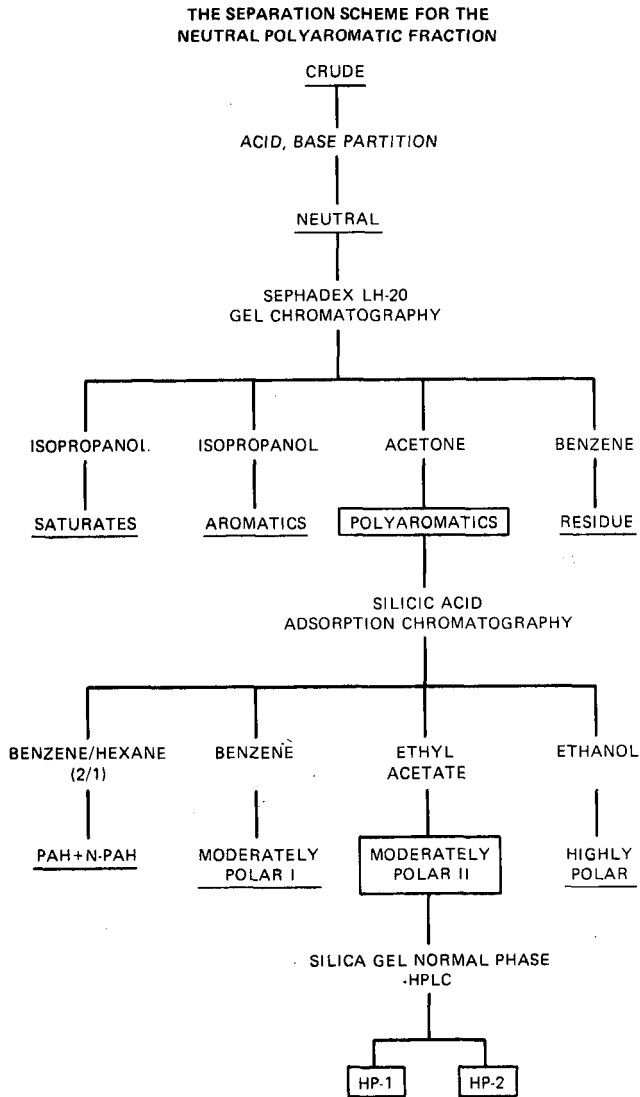 THE SEPARATION SCHEME FOR THE
NEUTRAL POLYAROMATIC FRACTION
CRUDE
ACID, BASE PARTITION
NEUTRAL
SEPHADEX LH-20
GEL CHROMATOGRAPHY
ISOPROPANOL
ISOPROPANOL
ACETONE
BENZENE
SATURATES
AROMATICS
POLYAROMATICS
RESIDUE
SILICIC ACID
ADSORPTION CHROMATOGRAPHY
BENZENE/HEXANE
(2/1)
BENZENE
ETHYL
ACETATE
ETHANOL
PAH+N-PAH
MODERATELY
POLAR I
MODERATELY
POLAR II
HIGHLY
POLAR
SILICA GEL NORMAL PHASE
HPLC
HP-1
HP-2